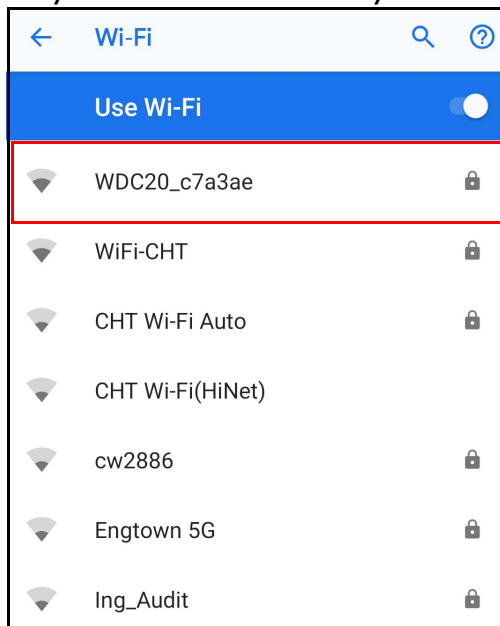 Wi-Fi
Use Wi-Fi
WDC20_c7a3ae
WiFi-CHT
CHT Wi-Fi Auto
CHT Wi-Fi(HiNet)
cw2886
Engtown 5G
Ing_Audit